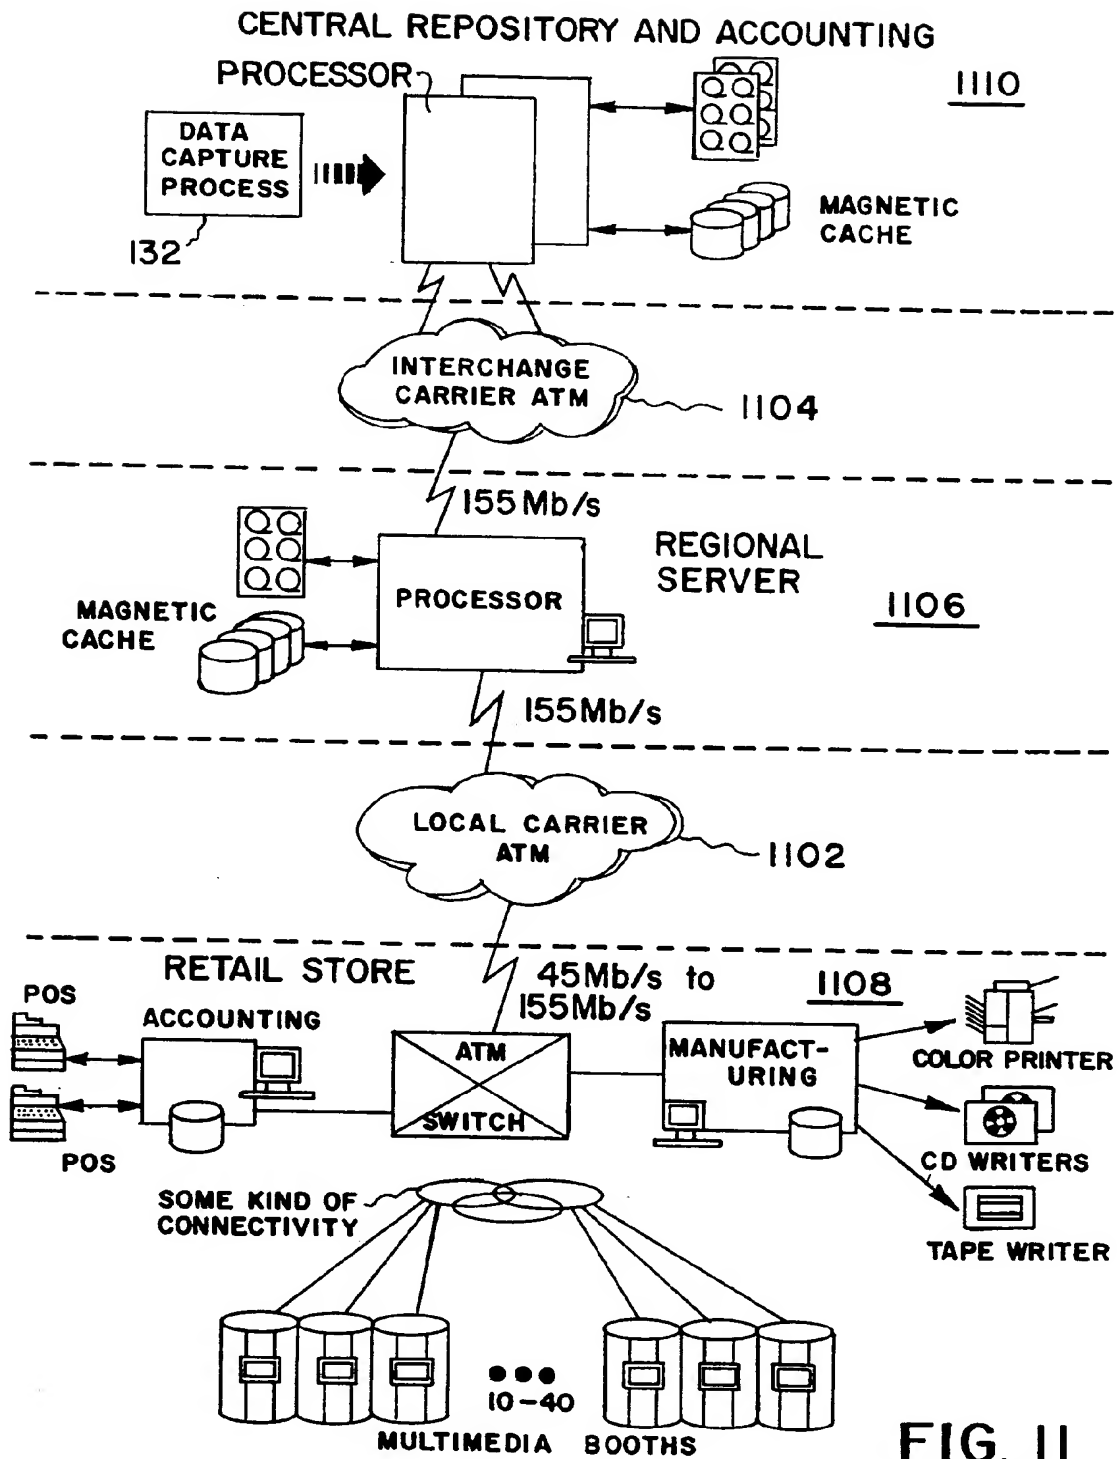 CENTRAL REPOSITORY AND ACCOUNTING
PROCESSOR
1110
DATA
CAPTURE
PROCESS
132
MAGNETIC
CACHE
INTERCHANGE
CARRIER ATM
1104
155Mb/s
REGIONAL
SERVER
1106
PROCESSOR
MAGNETIC
CACHE
155Mb/s
LOCAL CARRIER
ATM
1102
RETAIL STORE
45Mb/s to
155Mb/s
1108
POS
ACCOUNTING
POS
ATM
SWITCH
MANUFACT-
URING
COLOR PRINTER
CD WRITERS
TAPE WRITER
SOME KIND OF
CONNECTIVITY
10-40
MULTIMEDIA BOOTHS
FIG. 11